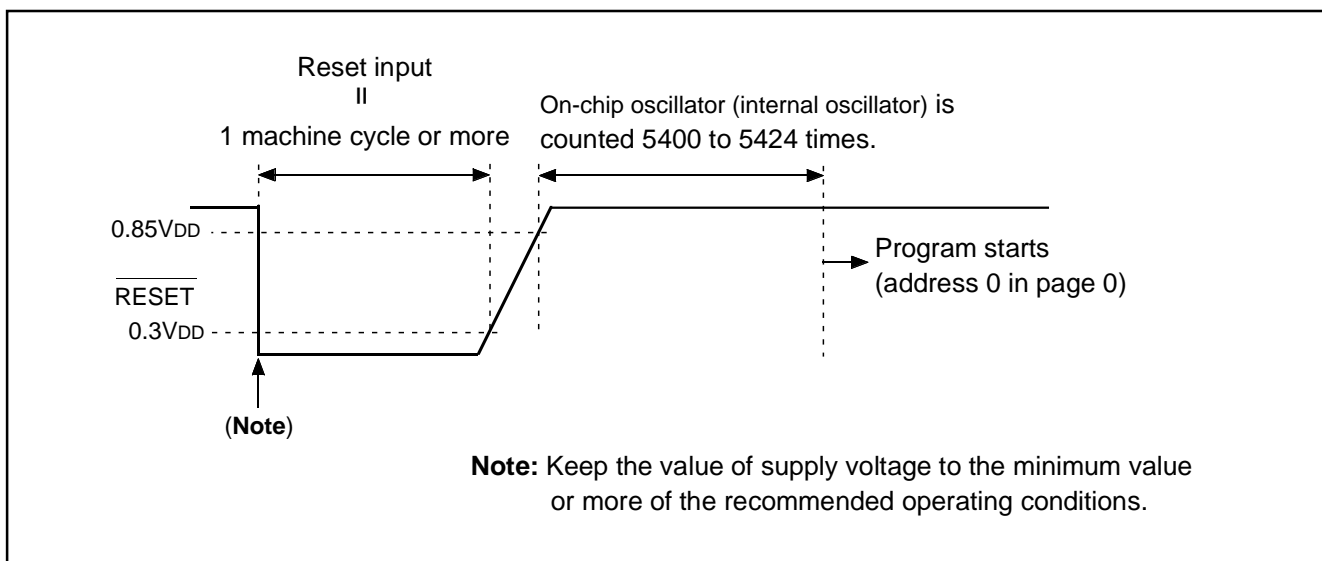 Reset input
=
1 machine cycle or more
On-chip oscillator (internal oscillator) is
counted 5400 to 5424 times.
0.85VDD
Program starts
(address 0 in page 0)
RESET
0.3VDD
(Note)
Note: Keep the value of supply voltage to the minimum value
or more of the recommended operating conditions.